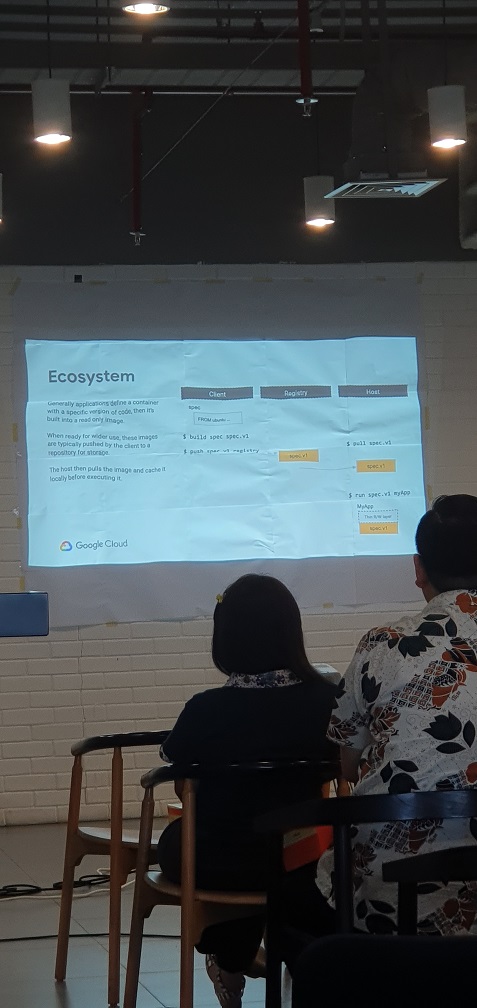 Ecosystem
Generally applications define a container
with a specific version of code, then it's
built into a read only image.
When ready for wider use, these images
are typically pushed by the client to a
repository for storage.
The host then pulls the image and cache it
locally before executing it.
Google Cloud
Client
spec
FROM ubuntu ...
$ build spec spec.v1
$ push spec.v1 registry
Registry
spec.v1
Host
$ pull spec.v1
spec.v1
$ run spec.v1 myApp
MyApp
Thin R/W layer
spec.v1